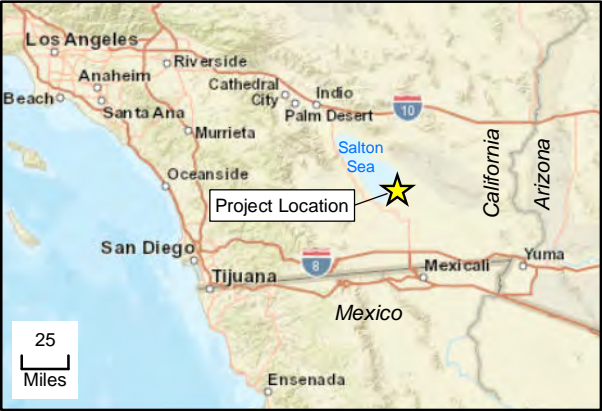 Los Angeles
Riverside
Anaheim
Cathedral
City
Indio
Beach
Santa Ana
Palm Desert
10
Murrieta
Salton
Sea
California
Arizona
Oceanside
Project Location
San Diego
8
Yuma
Tijuana
Mexicali
Mexico
25
Miles
Ensenada